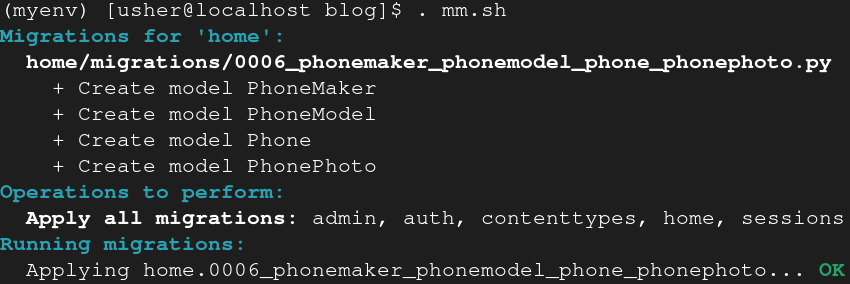 (myenv) [usher@localhost blog]$ . mm.sh
Migrations for 'home':
home/migrations/0006_phonemaker_phonemodel_phone_phonephoto.py
+ Create model PhoneMaker
+ Create model PhoneModel
+ Create model Phone
+ Create model PhonePhoto
Operations to perform:
Apply all migrations: admin, auth, contenttypes, home, sessions
Running migrations:
Applying home.0006_phonemaker_phonemodel_phone_phonephoto... OK